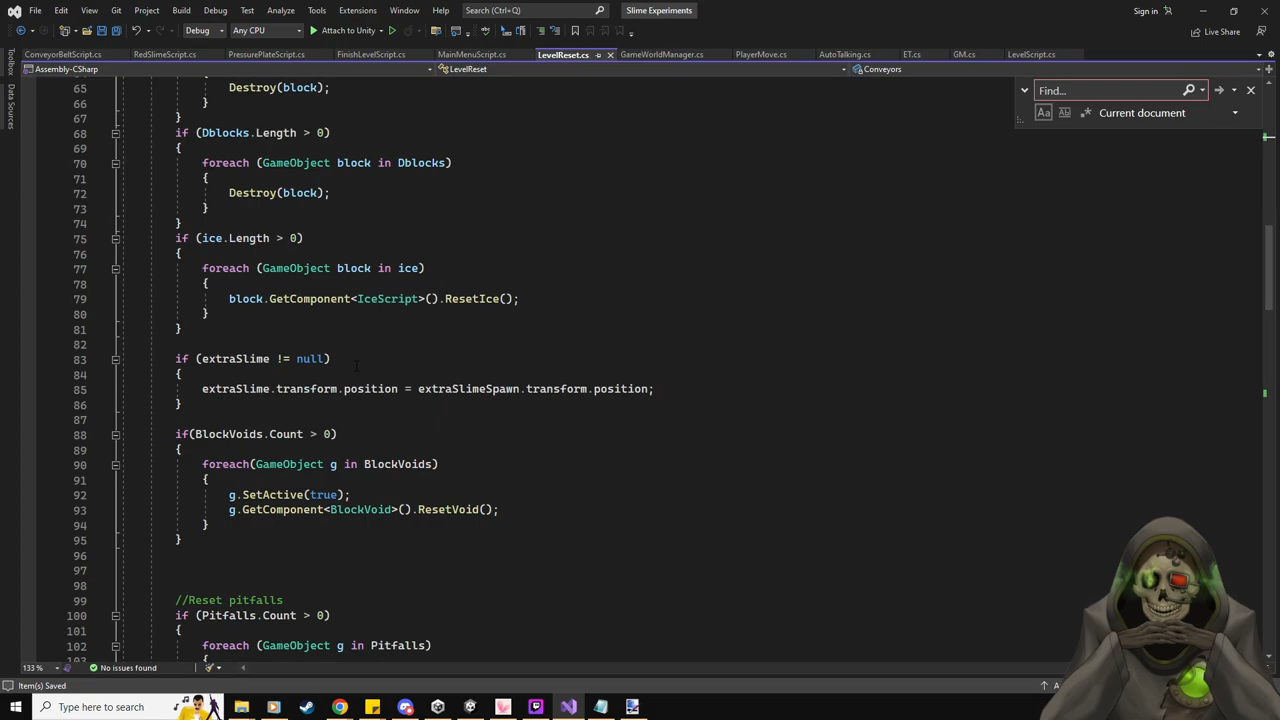 File Edit View Git Project Build Debug Test Analyze Tools Extensions Window Help Search (Ctrl+Q) Slime Experiments Sign in
Debug Any CPU Attach to Unity Live Share
ConveyorBeltScript.cs RedSlimeScript.cs PressurePlateScript.cs FinishLevelScript.cs MainMenuScript.cs LevelReset.cs GameWorldManager.cs PlayerMove.cs AutoTalking.cs ET.cs GM.cs LevelScript.cs
Toolbox
Data Sources
Assembly-CSharp LevelReset Conveyors
Find...
Current document
65 Destroy(block);
66 }
67 }
68 if (Dblocks.Length > 0)
69 {
70 foreach (GameObject block in Dblocks)
71 {
72 Destroy(block);
73 }
74 }
75 if (ice.Length > 0)
76 {
77 foreach (GameObject block in ice)
78 {
79 block.GetComponent<IceScript>().ResetIce();
80 }
81 }
82
83 if (extraSlime != null)
84 {
85 extraSlime.transform.position = extraSlimeSpawn.transform.position;
86 }
87
88 if(BlockVoids.Count > 0)
89 {
90 foreach(GameObject g in BlockVoids)
91 {
92 g.SetActive(true);
93 g.GetComponent<BlockVoid>().ResetVoid();
94 }
95 }
96
97
98
99 //Reset pitfalls
100 if (Pitfalls.Count > 0)
101 {
102 foreach (GameObject g in Pitfalls)
{
133 % No issues found
Item(s) Saved
Type here to search